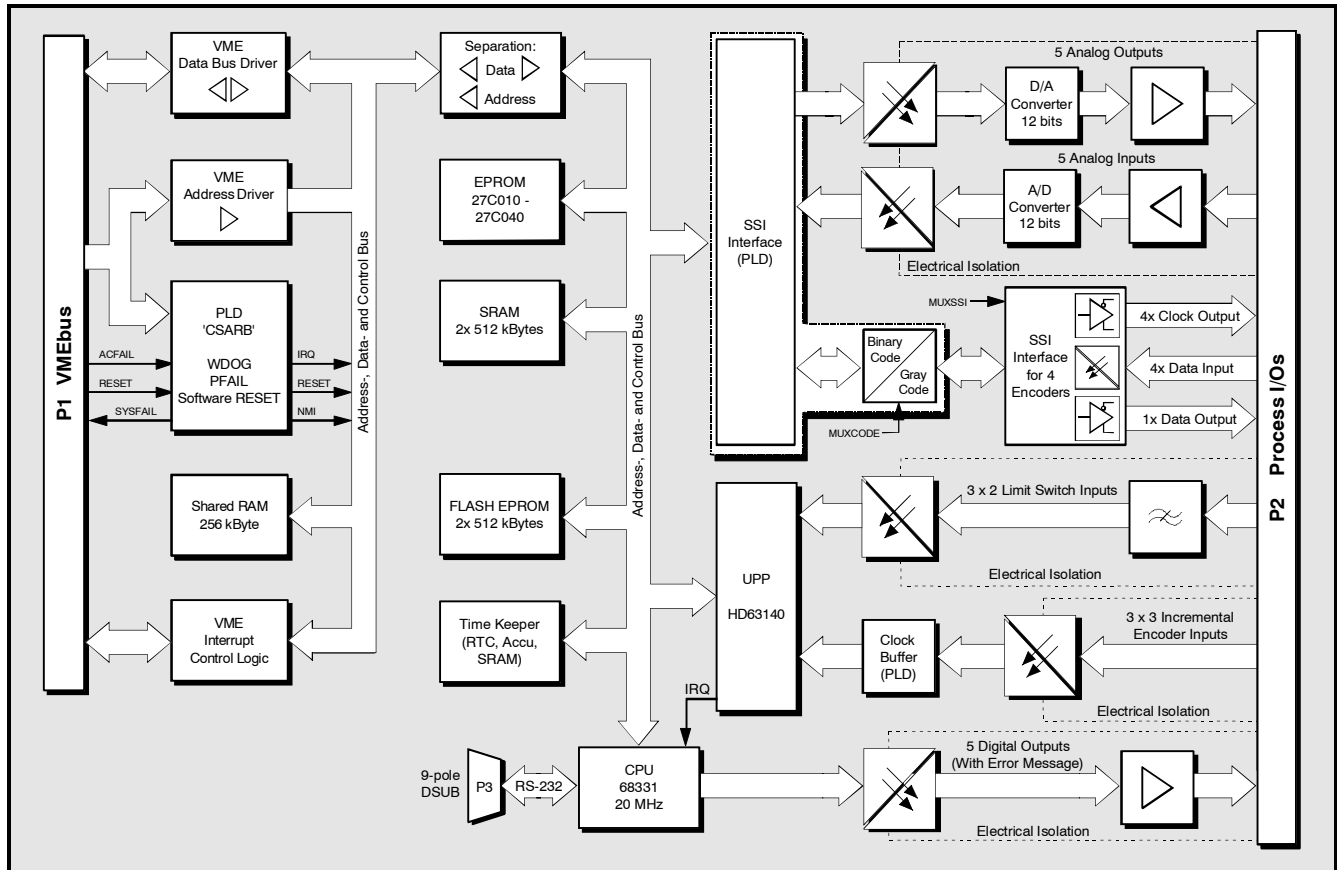 P1 VMEbus
VME
Data Bus Driver
VME
Address Driver
PLD
'CSARB'
WDOG
PFAIL
Software RESET
ACFAIL
RESET
SYSFAIL
IRQ
RESET
NMI
Shared RAM
256 kByte
VME
Interrupt
Control Logic
Address-, Data- and Control Bus
Separation:
Data
Address
EPROM
27C010 -
27C040
SRAM
2x 512 kBytes
FLASH EPROM
2x 512 kBytes
Time Keeper
(RTC, Accu,
SRAM)
Address-, Data- and Control Bus
9-pole
DSUB
P3
RS-232
CPU
68331
20 MHz
IRQ
SSI
Interface
(PLD)
Binary
Code
Gray
Code
MUXCODE
UPP
HD63140
5 Analog Outputs
D/A
Converter
12 bits
5 Analog Inputs
A/D
Converter
12 bits
Electrical Isolation
MUXSSI
SSI
Interface
for 4
Encoders
4x Clock Output
4x Data Input
1x Data Output
3 x 2 Limit Switch Inputs
Electrical Isolation
3 x 3 Incremental
Encoder Inputs
Clock
Buffer
(PLD)
Electrical Isolation
5 Digital Outputs
(With Error Message)
Electrical Isolation
P2 Process I/Os